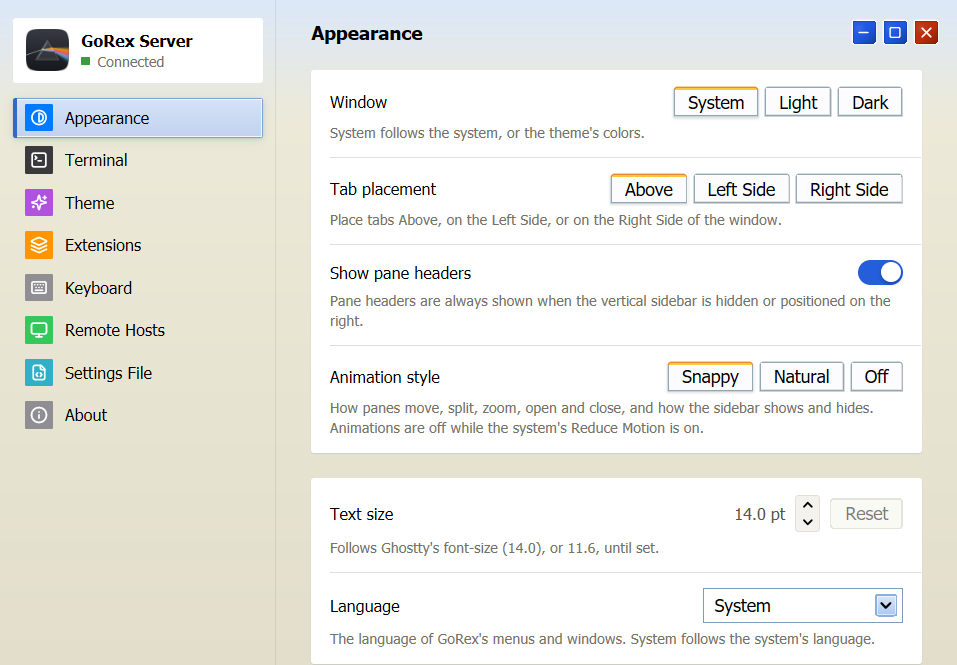 GoRex Server
Connected
Appearance
Terminal
Theme
Extensions
Keyboard
Remote Hosts
Settings File
About
Appearance
Window
System
Light
Dark
System follows the system, or the theme's colors.
Tab placement
Above
Left Side
Right Side
Place tabs Above, on the Left Side, or on the Right Side of the window.
Show pane headers
Pane headers are always shown when the vertical sidebar is hidden or positioned on the
right.
Animation style
Snappy
Natural
Off
How panes move, split, zoom, open and close, and how the sidebar shows and hides.
Animations are off while the system's Reduce Motion is on.
Text size
14.0 pt
Reset
Follows Ghostty's font-size (14.0), or 11.6, until set.
Language
System
The language of GoRex's menus and windows. System follows the system's language.